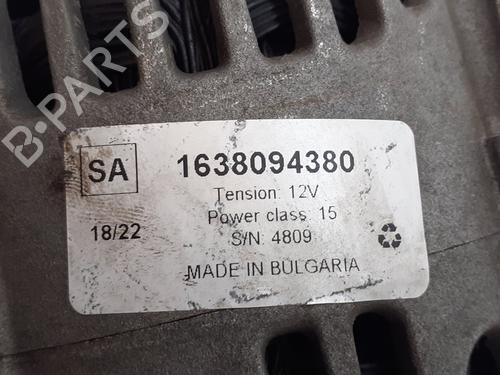 B-PARTS
SA
1638094380
Tension: 12V
Power class: 15
18/22
S/N: 4809
MADE IN BULGARIA